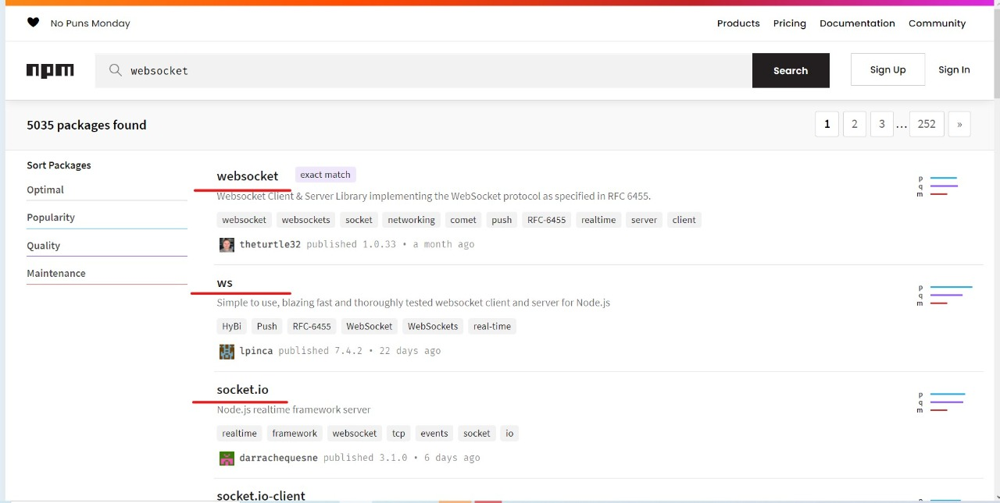 No Puns Monday
Products Pricing Documentation Community
npm
websocket
Search
Sign Up
Sign In
5035 packages found
1 2 3 ... 252 »
Sort Packages
Optimal
Popularity
Quality
Maintenance
websocket exact match
Websocket Client & Server Library implementing the WebSocket protocol as specified in RFC 6455.
websocket websockets socket networking comet push RFC-6455 realtime server client
theturtle32 published 1.0.33 • a month ago
p
q
m
ws
Simple to use, blazing fast and thoroughly tested websocket client and server for Node.js
HyBi Push RFC-6455 WebSocket WebSockets real-time
lpinca published 7.4.2 • 22 days ago
p
q
m
socket.io
Node.js realtime framework server
realtime framework websocket tcp events socket io
darrachequesne published 3.1.0 • 6 days ago
p
q
m
socket.io-client